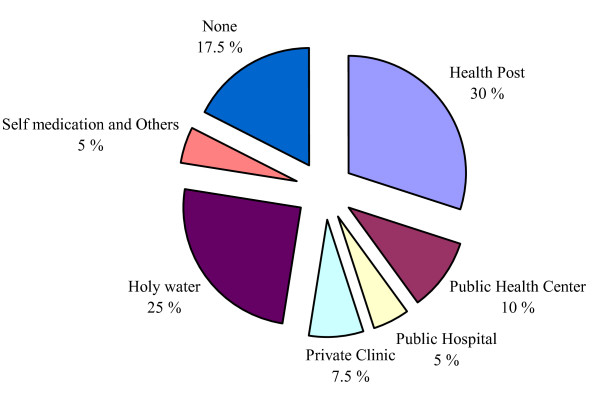 None
17.5 %
Health Post
30 %
Self medication and Others
5 %
Holy water
25 %
Public Health Center
10 %
Public Hospital
5 %
Private Clinic
7.5 %